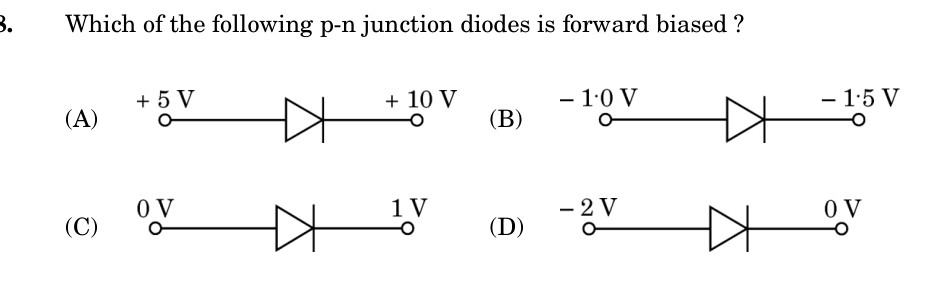 8. Which of the following p-n junction diodes is forward biased ?
(A) + 5 V + 10 V (B) – 1·0 V – 1·5 V
(C) 0 V 1 V (D) – 2 V 0 V